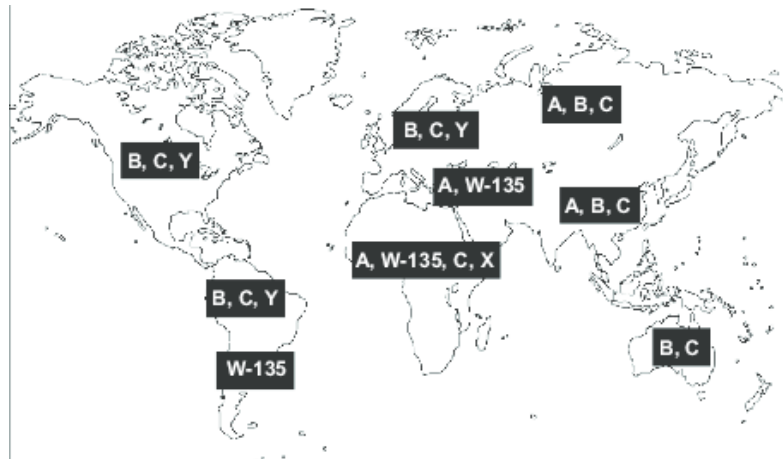 A, B, C
B, C, Y
B, C, Y
A, W-135
A, B, C
A, W-135, C, X
B, C, Y
B, C
W-135